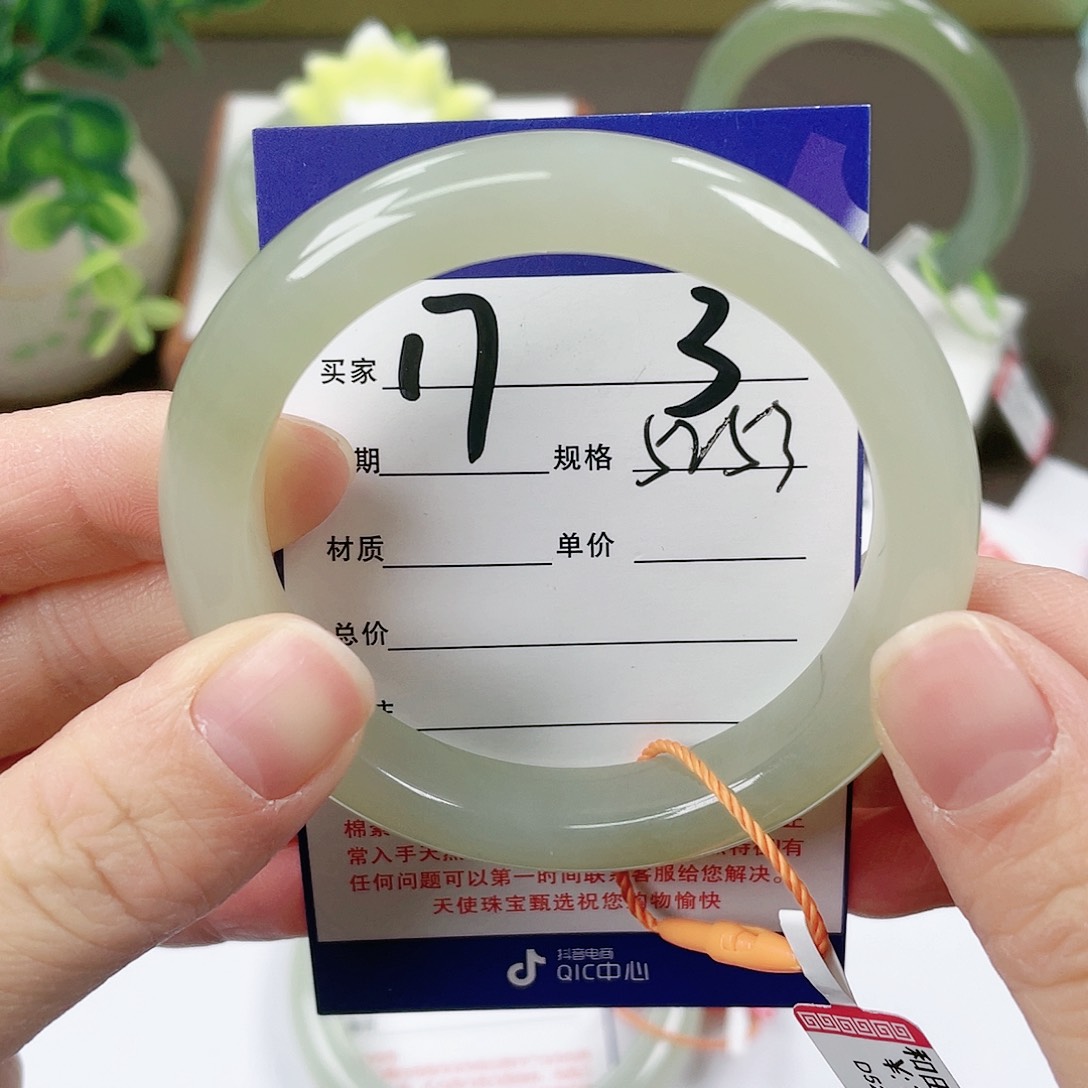 买家 17 3
期 规格 5253
材质 单价
总价
常入手天然
任何问题可以第一时间联系客服给您解决。
天使珠宝甄选祝您购物愉快
抖音电商
QIC中心